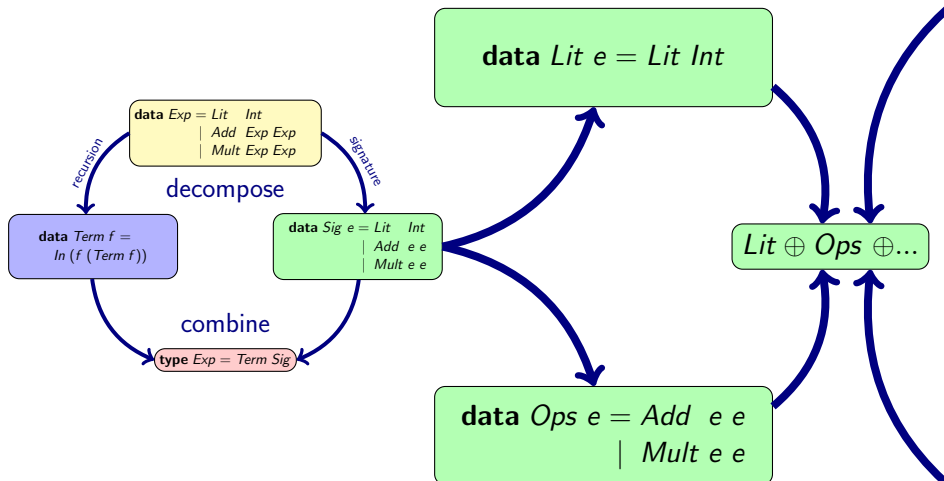 data Exp = Lit Int
| Add Exp Exp
| Mult Exp Exp
recursion
signature
decompose
data Term f =
In (f (Term f))
data Sig e = Lit Int
| Add e e
| Mult e e
combine
type Exp = Term Sig
data Lit e = Lit Int
data Ops e = Add e e
| Mult e e
Lit ⊕ Ops ⊕...